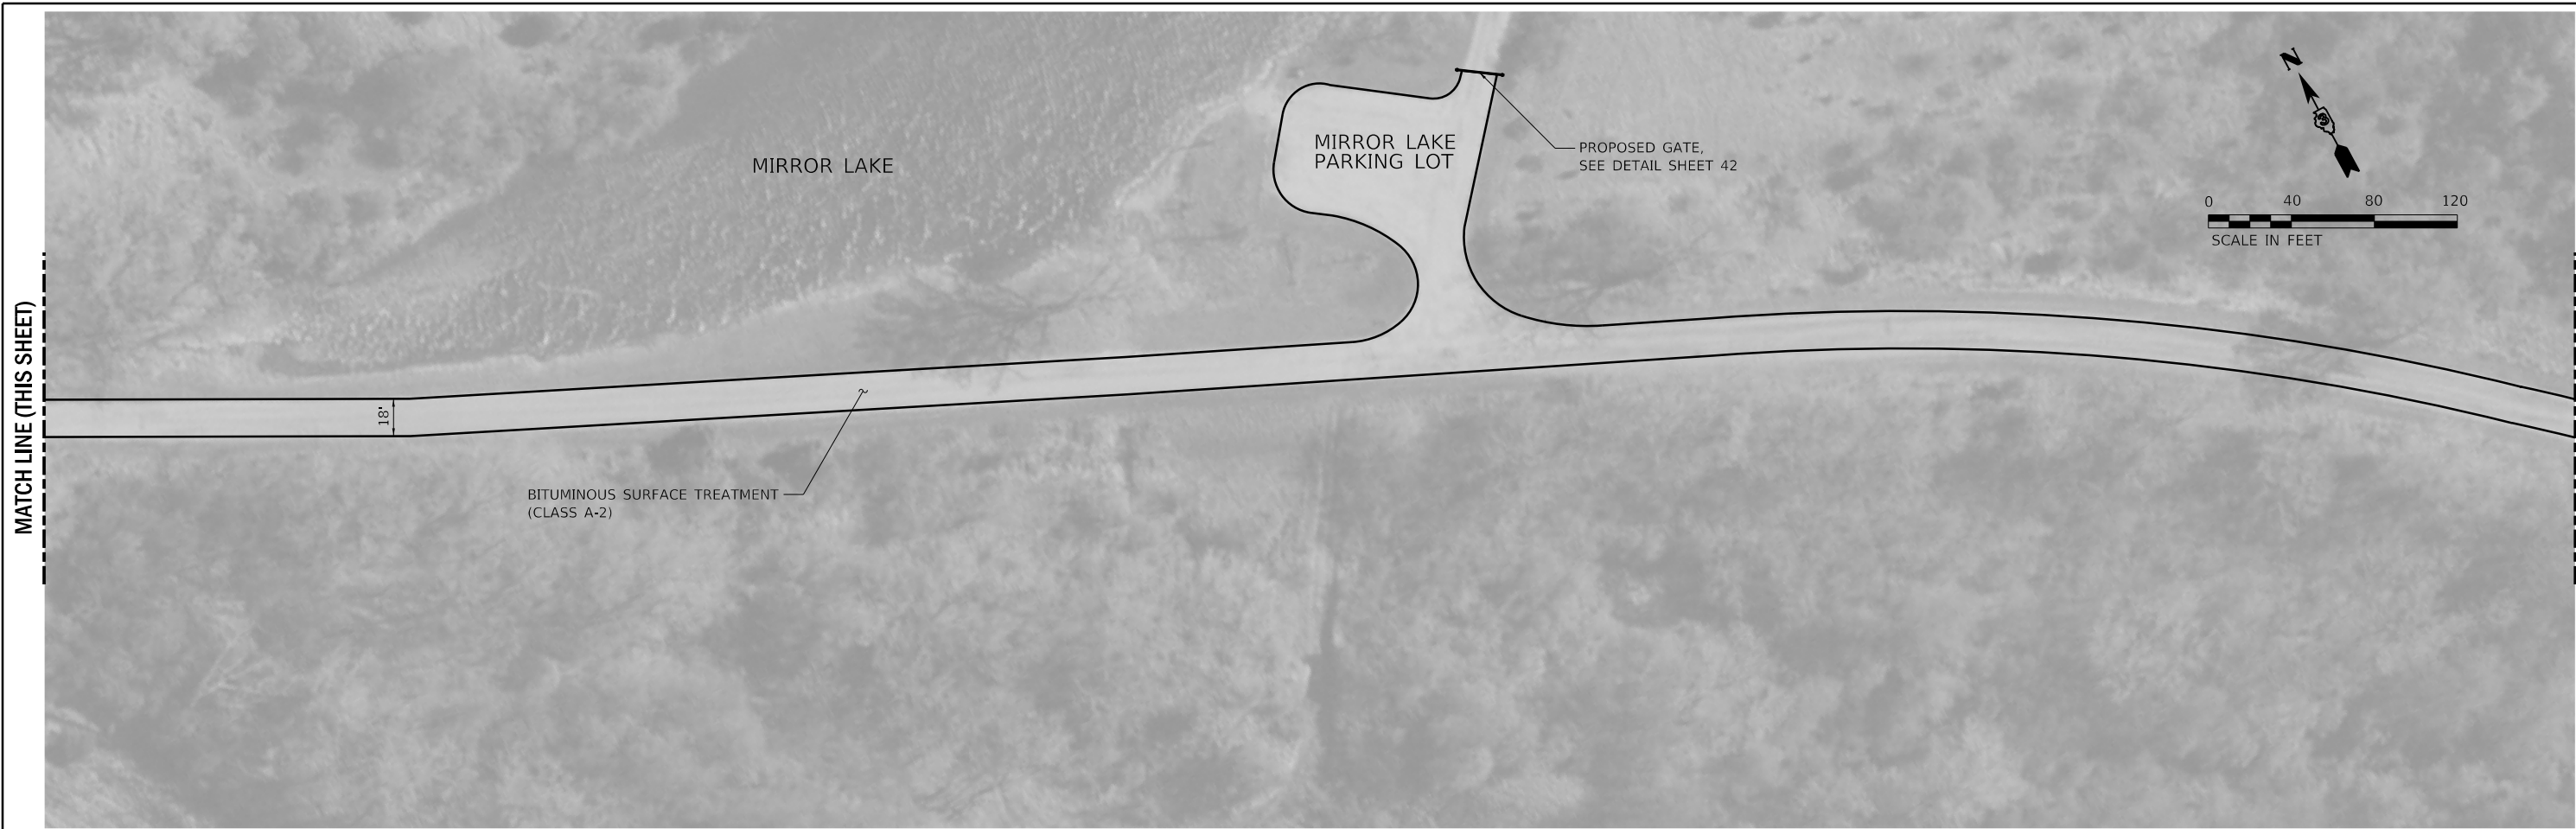 MIRROR LAKE
MIRROR LAKE
PARKING LOT
PROPOSED GATE,
SEE DETAIL SHEET 42
N
0 40 80 120
SCALE IN FEET
MATCH LINE (THIS SHEET)
18'
BITUMINOUS SURFACE TREATMENT
(CLASS A-2)